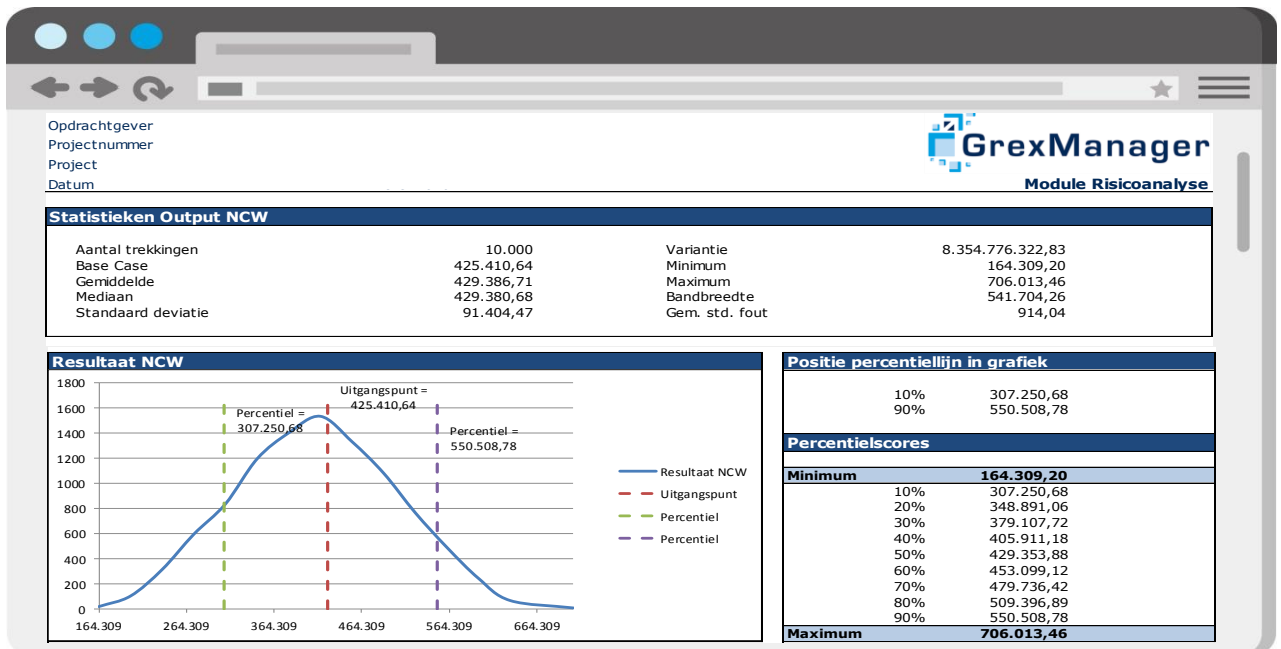 Opdrachtgever
Projectnummer
Project
Datum
GrexManager
Module Risicoanalyse
Statistieken Output NCW
Aantal trekkingen 10.000 Variantie 8.354.776.322,83
Base Case 425.410,64 Minimum 164.309,20
Gemiddelde 429.386,71 Maximum 706.013,46
Mediaan 429.380,68 Bandbreedte 541.704,26
Standaard deviatie 91.404,47 Gem. std. fout 914,04
Resultaat NCW
1800
1600
1400
1200
1000
800
600
400
200
0
164.309 264.309 364.309 464.309 564.309 664.309
Percentiel =
307.250,68
Uitgangspunt =
425.410,64
Percentiel =
550.508,78
Resultaat NCW
Uitgangspunt
Percentiel
Percentiel
Positie percentiellijn in grafiek
10% 307.250,68
90% 550.508,78
Percentielscores
Minimum 164.309,20
10% 307.250,68
20% 348.891,06
30% 379.107,72
40% 405.911,18
50% 429.353,88
60% 453.099,12
70% 479.736,42
80% 509.396,89
90% 550.508,78
Maximum 706.013,46